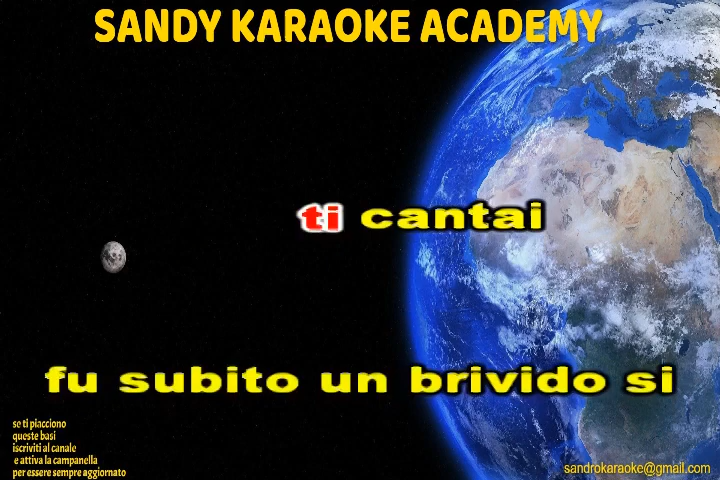 SANDY KARAOKE ACADEMY
ti cantai
fu subito un brivido si
se ti piacciono
queste basi
iscriviti al canale
e attiva la campanella
per essere sempre aggiornato
sandrokaraoke@gmail.com